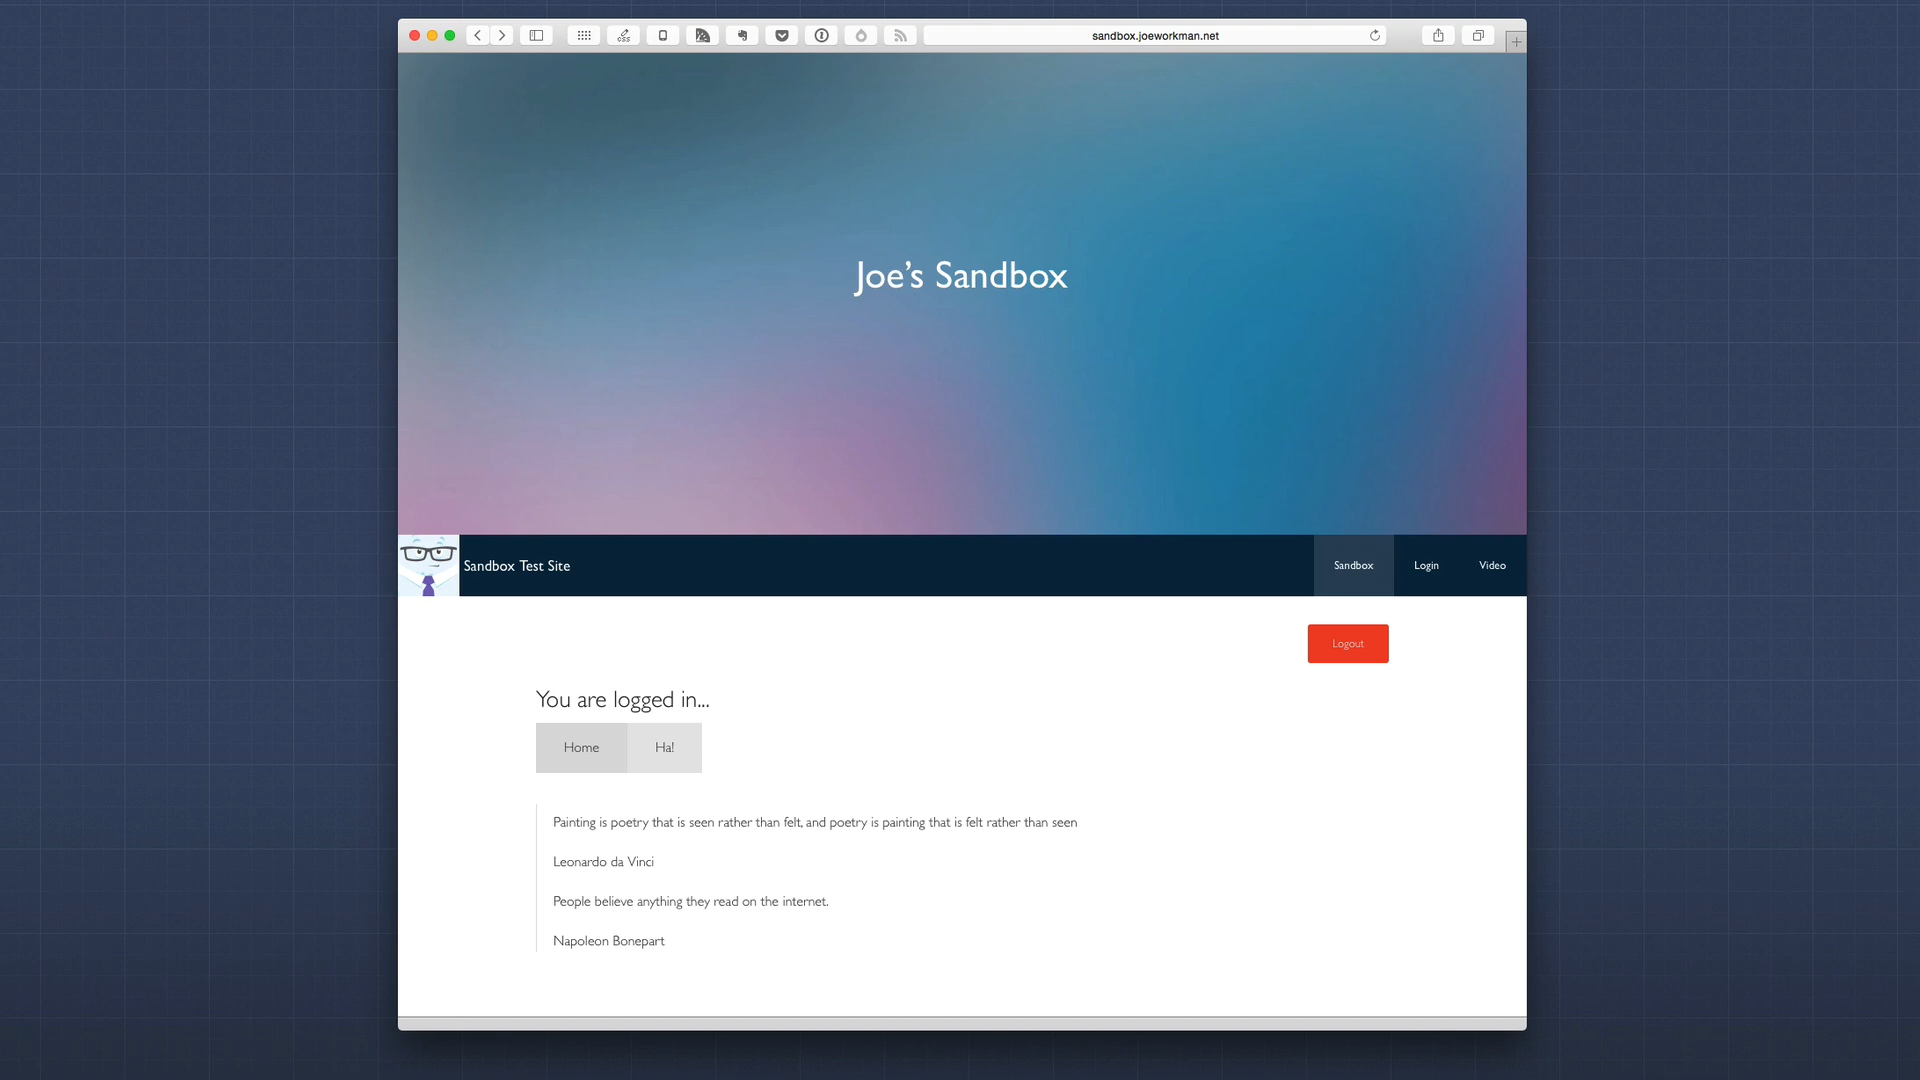 css
sandbox.joeworkman.net
Joe’s Sandbox
Sandbox Test Site
Sandbox
Login
Video
Logout
You are logged in...
Home
Ha!
Painting is poetry that is seen rather than felt, and poetry is painting that is felt rather than seen
Leonardo da Vinci
People believe anything they read on the internet.
Napoleon Bonepart